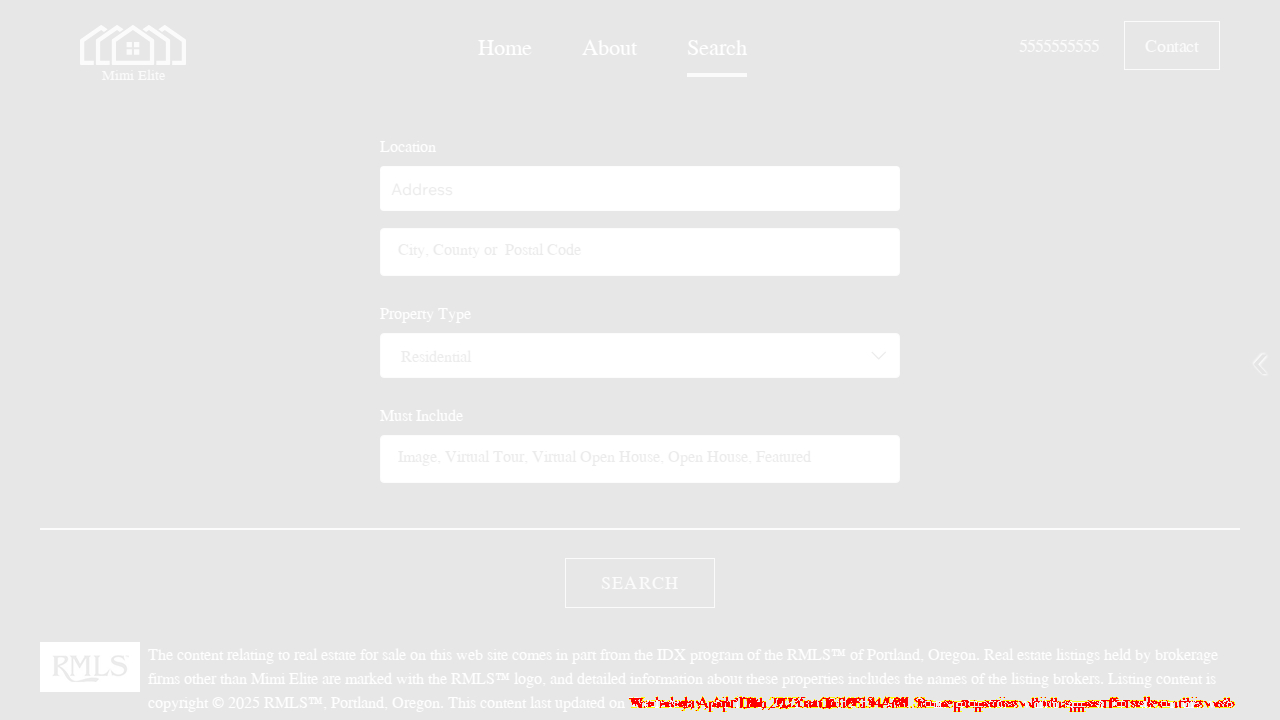 Mimi Elite
Home
About
Search
5555555555
Contact
Location
Address
City, County or Postal Code
Property Type
Residential
Must Include
Image, Virtual Tour, Virtual Open House, Open House, Featured
SEARCH
RMLS
The content relating to real estate for sale on this web site comes in part from the IDX program of the RMLS™ of Portland, Oregon. Real estate listings held by brokerage
firms other than Mimi Elite are marked with the RMLS™ logo, and detailed information about these properties includes the names of the listing brokers. Listing content is
copyright © 2025 RMLS™, Portland, Oregon. This content last updated on